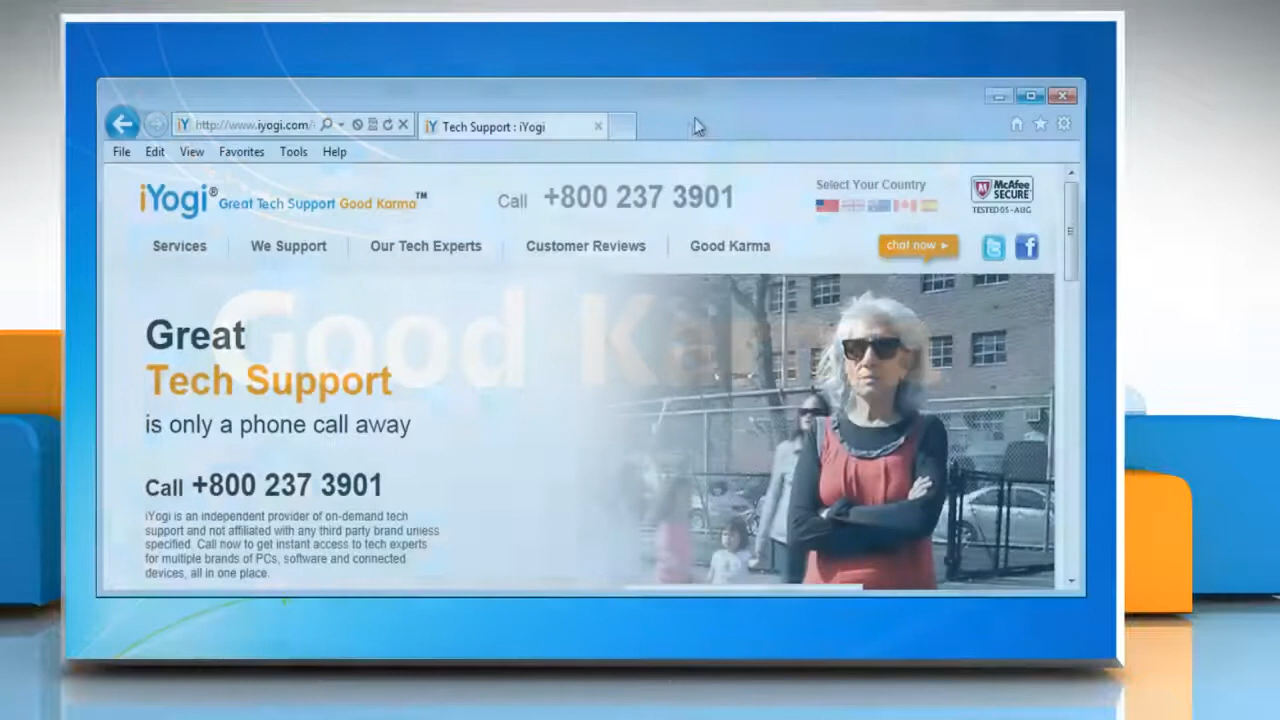 iY http://www.iyogi.com/
iY Tech Support : iYogi
File Edit View Favorites Tools Help
iYogi® Great Tech Support Good Karma™
Call +800 237 3901
Select Your Country
McAfee
SECURE
TESTED 05-AUG
Services We Support Our Tech Experts Customer Reviews Good Karma
chat now
Good Karma
Great
Tech Support
is only a phone call away
Call +800 237 3901
iYogi is an independent provider of on-demand tech
support and not affiliated with any third party brand unless
specified. Call now to get instant access to tech experts
for multiple brands of PCs, software and connected
devices, all in one place.